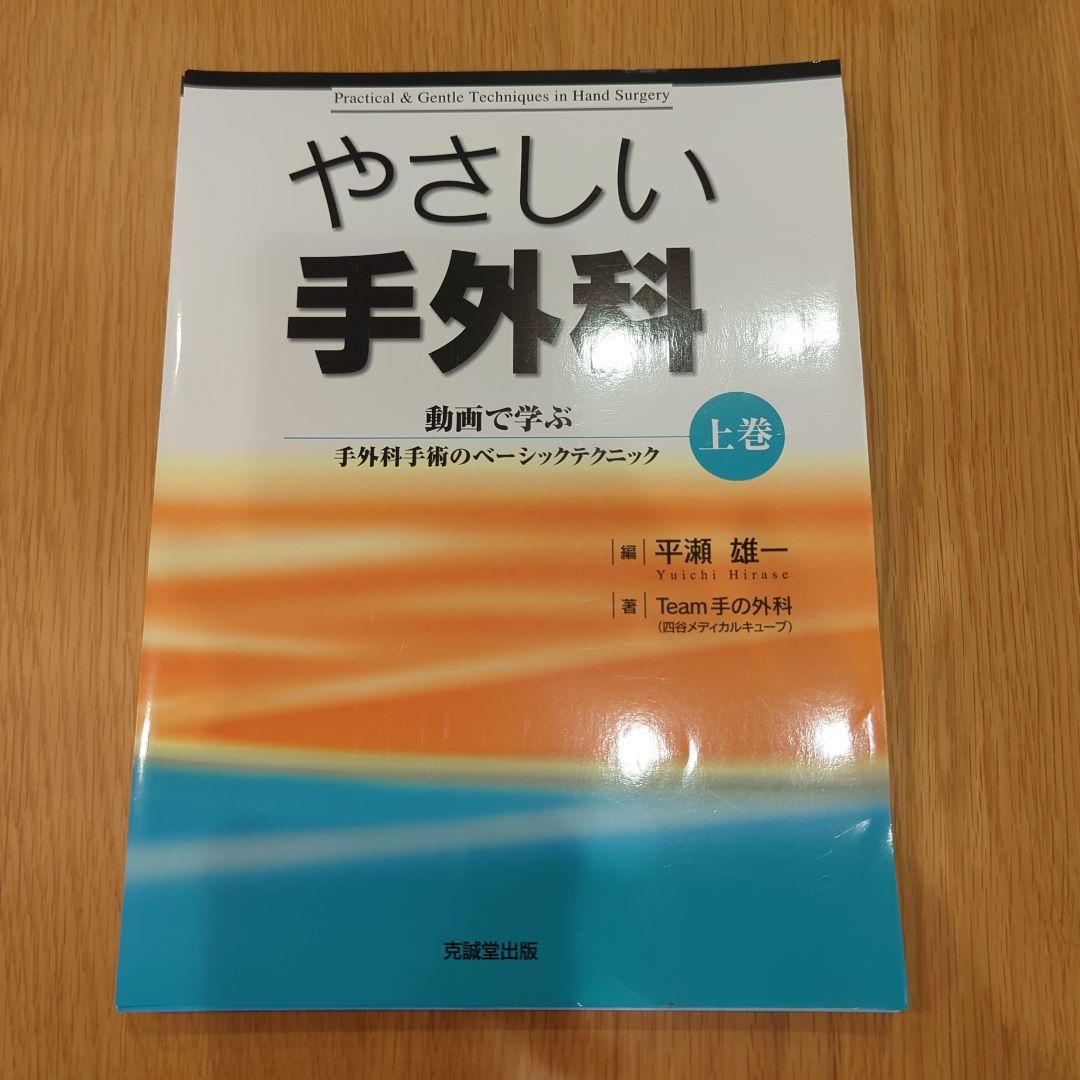 Practical & Gentle Techniques in Hand Surgery
やさしい
手外科
動画で学ぶ
手外科手術のベーシックテクニック
上巻
編 平瀬 雄一
Yuichi Hirase
著 Team 手の外科
(四谷メディカルキューブ)
克誠堂出版